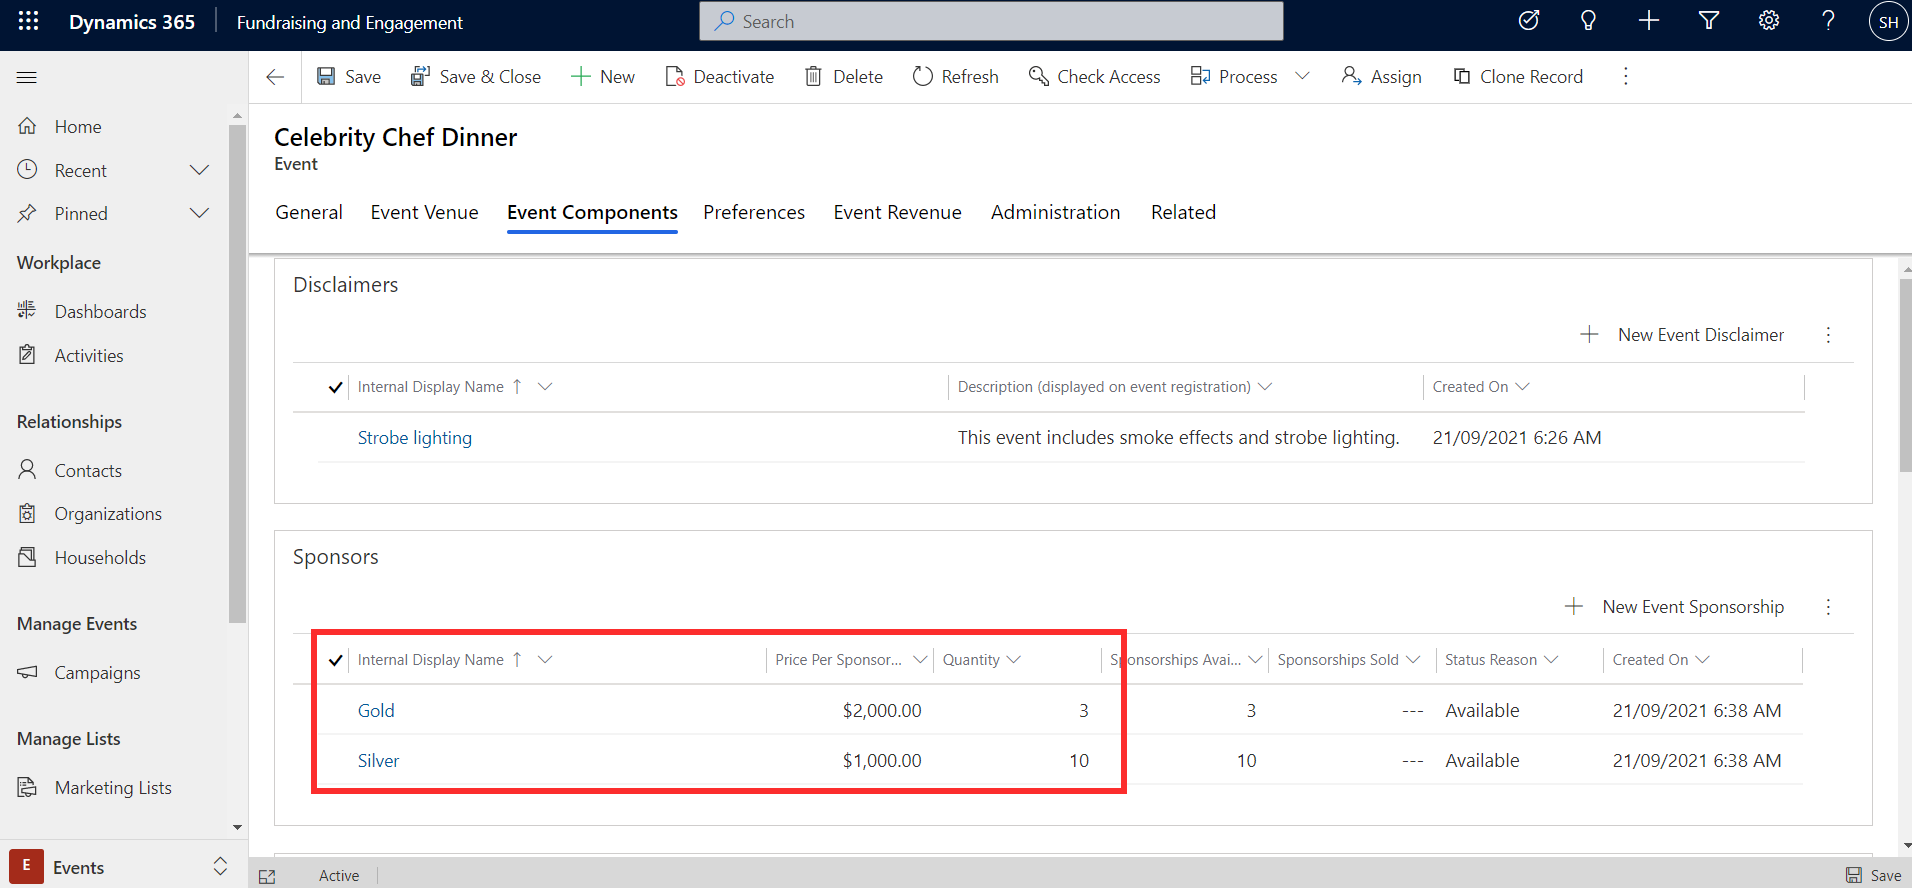 Dynamics 365
Fundraising and Engagement
Search
SH
Save
Save & Close
New
Deactivate
Delete
Refresh
Check Access
Process
Assign
Clone Record
Home
Recent
Pinned
Workplace
Dashboards
Activities
Relationships
Contacts
Organizations
Households
Manage Events
Campaigns
Manage Lists
Marketing Lists
E
Events
Celebrity Chef Dinner
Event
General Event Venue Event Components Preferences Event Revenue Administration Related
Disclaimers
New Event Disclaimer
Internal Display Name Description (displayed on event registration) Created On
Strobe lighting This event includes smoke effects and strobe lighting. 21/09/2021 6:26 AM
Sponsors
New Event Sponsorship
Internal Display Name Price Per Sponsor... Quantity Sponsorships Avai... Sponsorships Sold Status Reason Created On
Gold $2,000.00 3 3 --- Available 21/09/2021 6:38 AM
Silver $1,000.00 10 10 --- Available 21/09/2021 6:38 AM
Active
Save